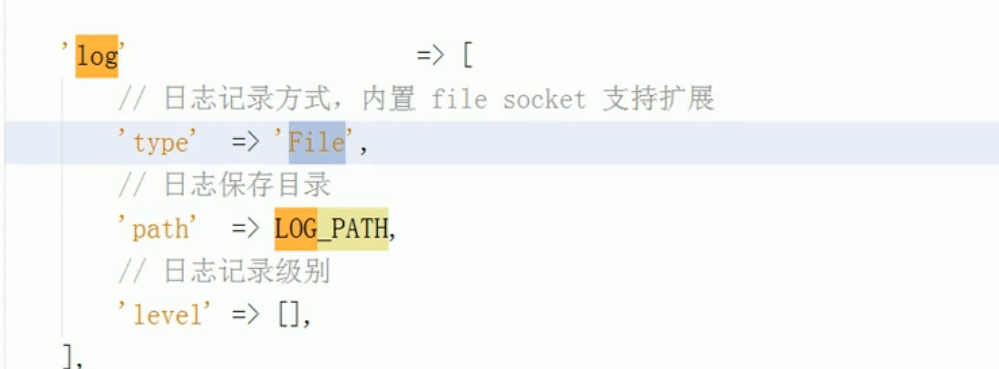 'log' => [
// 日志记录方式，内置 file socket 支持扩展
'type' => 'File',
// 日志保存目录
'path' => LOG_PATH,
// 日志记录级别
'level' => [],
],